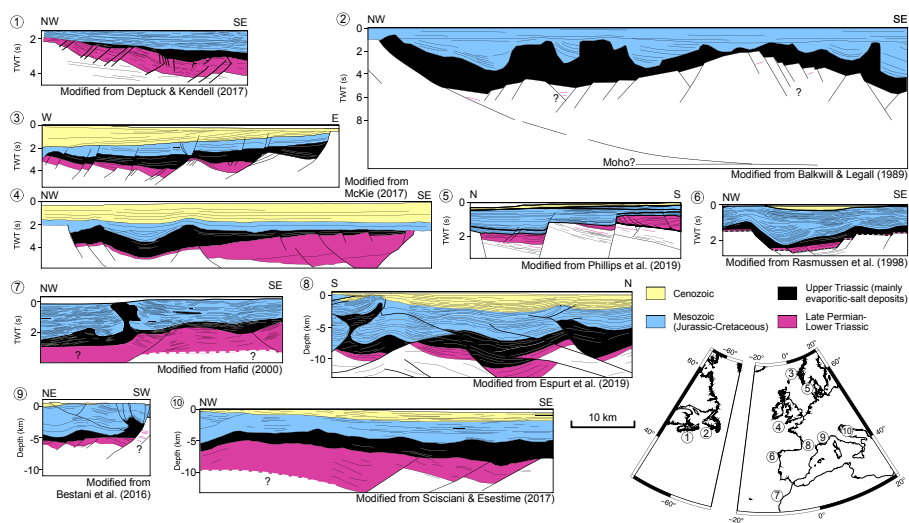 ① NW SE
TWT (s)
2
4
Modified from Deptuck & Kendell (2017)
② NW SE
TWT (s)
0
2
4
6
8
?
?
Moho?
Modified from Balkwill & Legall (1989)
③ W E
TWT (s)
0
2
4
Modified from
McKie (2017)
④ NW SE
TWT (s)
0
2
4
⑤ N S
TWT (s)
0
2
Modified from Phillips et al. (2019)
⑥ NW SE
TWT (s)
0
2
Modified from Rasmussen et al. (1998)
⑦ NW SE
TWT (s)
0
2
?
?
Modified from Hafid (2000)
⑧ S N
Depth (km)
0
-5
-10
Modified from Espurt et al. (2019)
Cenozoic
Mesozoic
(Jurassic-Cretaceous)
Upper Triassic (mainly
evaporitic-salt deposits)
Late Permian-
Lower Triassic
⑨ NE SW
Depth (km)
0
-5
-10
?
Bestani et al. (2016)
⑩ NW SE
Depth (km)
0
-5
-10
?
Modified from Scisciani & Esestime (2017)
10 km
60°
−60°
40°
−60°
−40°
① ②
−20°
0°
20°
60°
40°
20°
−20°
0°
③
⑤
④
⑥
⑧
⑨
⑩
⑦